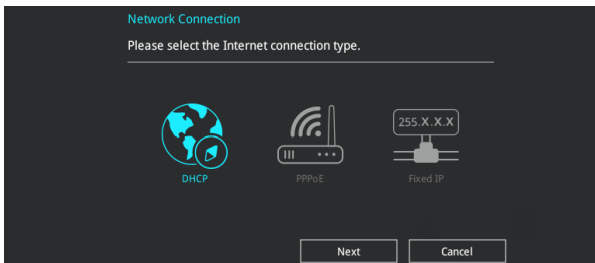 Network Connection
Please select the Internet connection type.
255.X.X.X
DHCP PPPoE Fixed IP
Next Cancel